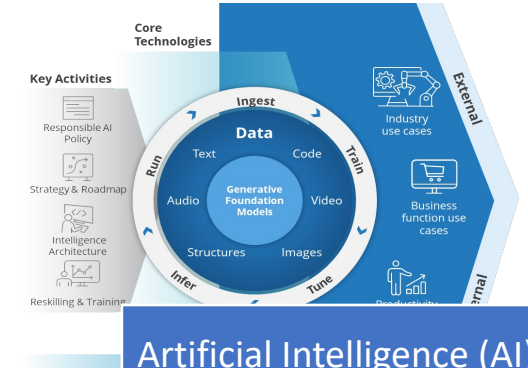 Core
Technologies
Key Activities
Responsible AI
Policy
Strategy & Roadmap
Intelligence
Architecture
Reskilling & Training
Ingest
Train
Tune
Infer
Run
Data
Text
Code
Audio
Video
Structures
Images
Generative
Foundation
Models
External
Industry
use cases
Business
function use
cases
Productivity
ernal
Artificial Intelligence (AI)